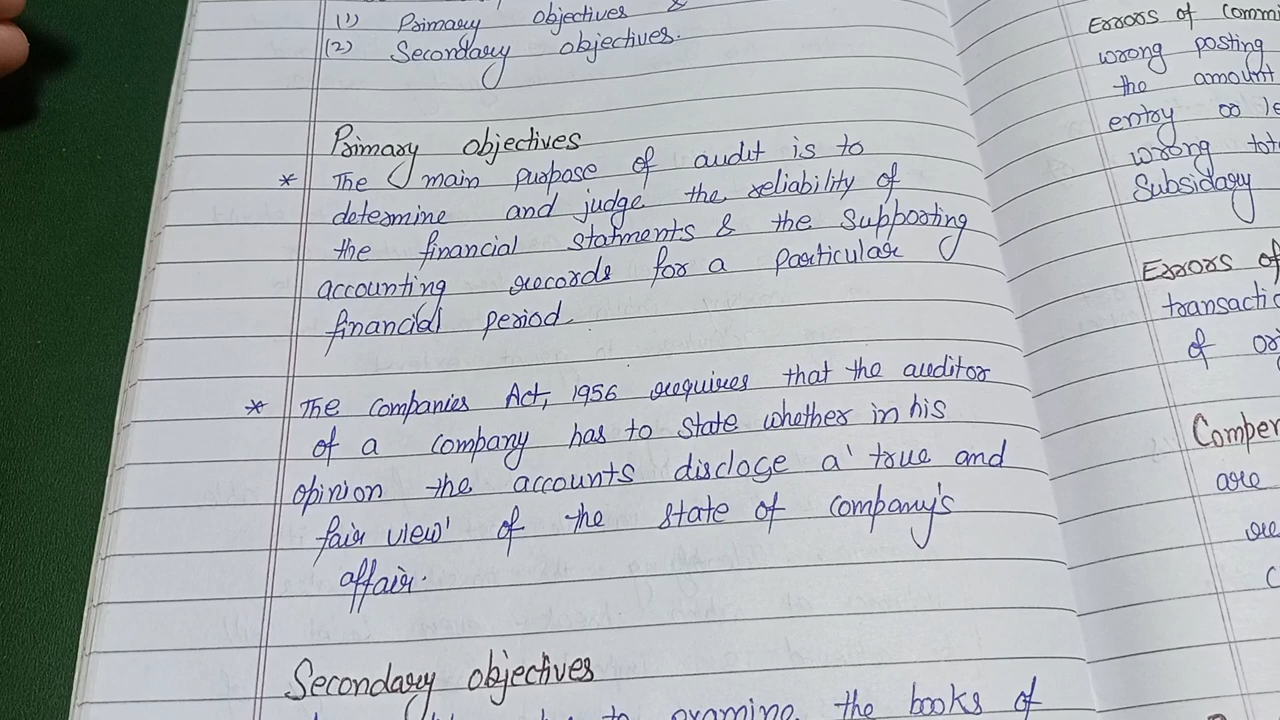 (1) Primary objectives &
(2) Secondary objectives.
Primary objectives
* The main purpose of audit is to
determine and judge the reliability of
the financial statments & the Supporting
accounting records for a particular
financial period.
* The Companies Act, 1956 requires that the auditor
of a company has to State whether in his
opinion the accounts discloge a 'true and
fair view' of the state of company's
affair.
Secondary objectives
to examine the books of
Errors of
wrong posting
the amount
entry or
wrong
Subsidary
Errors of
of
are